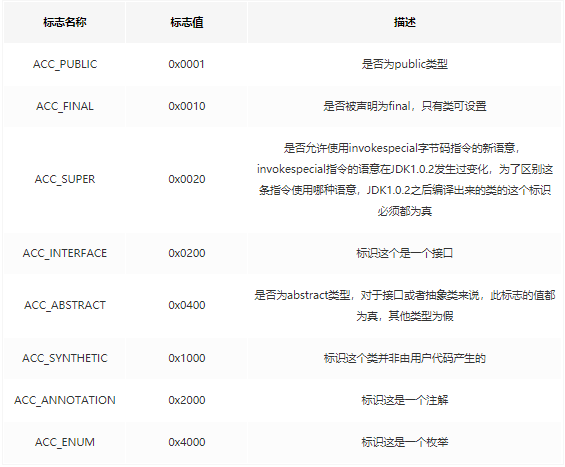 标志名称 标志值 描述
ACC_PUBLIC 0x0001 是否为public类型
ACC_FINAL 0x0010 是否被声明为final，只有类可设置
ACC_SUPER 0x0020 是否允许使用invokespecial字节码指令的新语意，
invokespecial指令的语意在JDK1.0.2发生过变化，为了区别这
条指令使用哪种语意，JDK1.0.2之后编译出来的类的这个标识
必须都为真
ACC_INTERFACE 0x0200 标识这个是一个接口
ACC_ABSTRACT 0x0400 是否为abstract类型，对于接口或者抽象类来说，此标志的值都
为真，其他类型为假
ACC_SYNTHETIC 0x1000 标识这个类并非由用户代码产生的
ACC_ANNOTATION 0x2000 标识这是一个注解
ACC_ENUM 0x4000 标识这是一个枚举